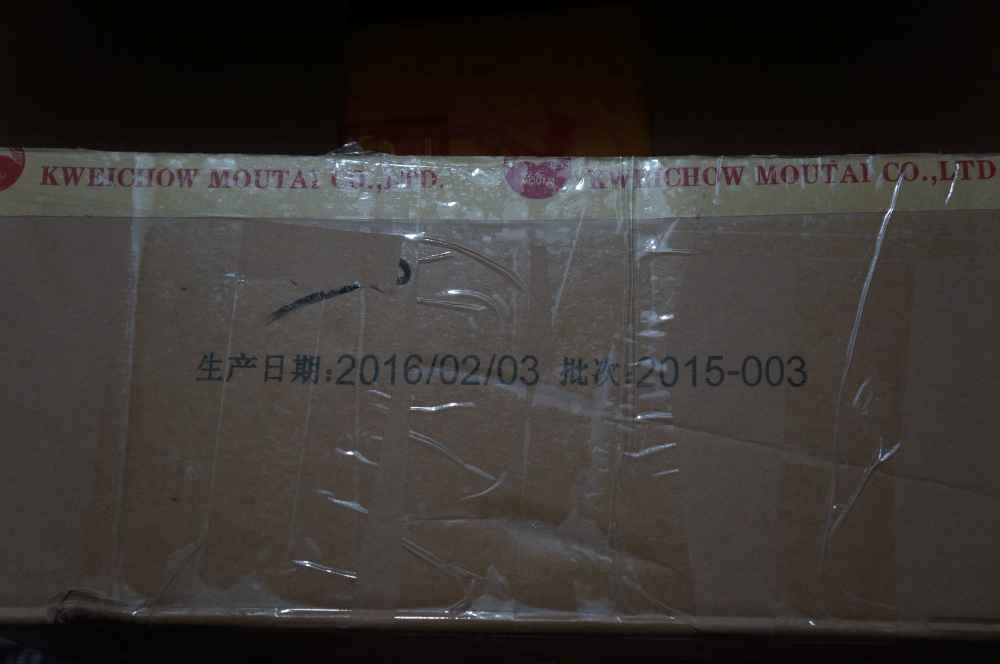 KWEICHOW MOUTAI CO.,LTD. MOUTAI KWEICHOW MOUTAI CO.,LTD
生产日期:2016/02/03 批次:2015-003